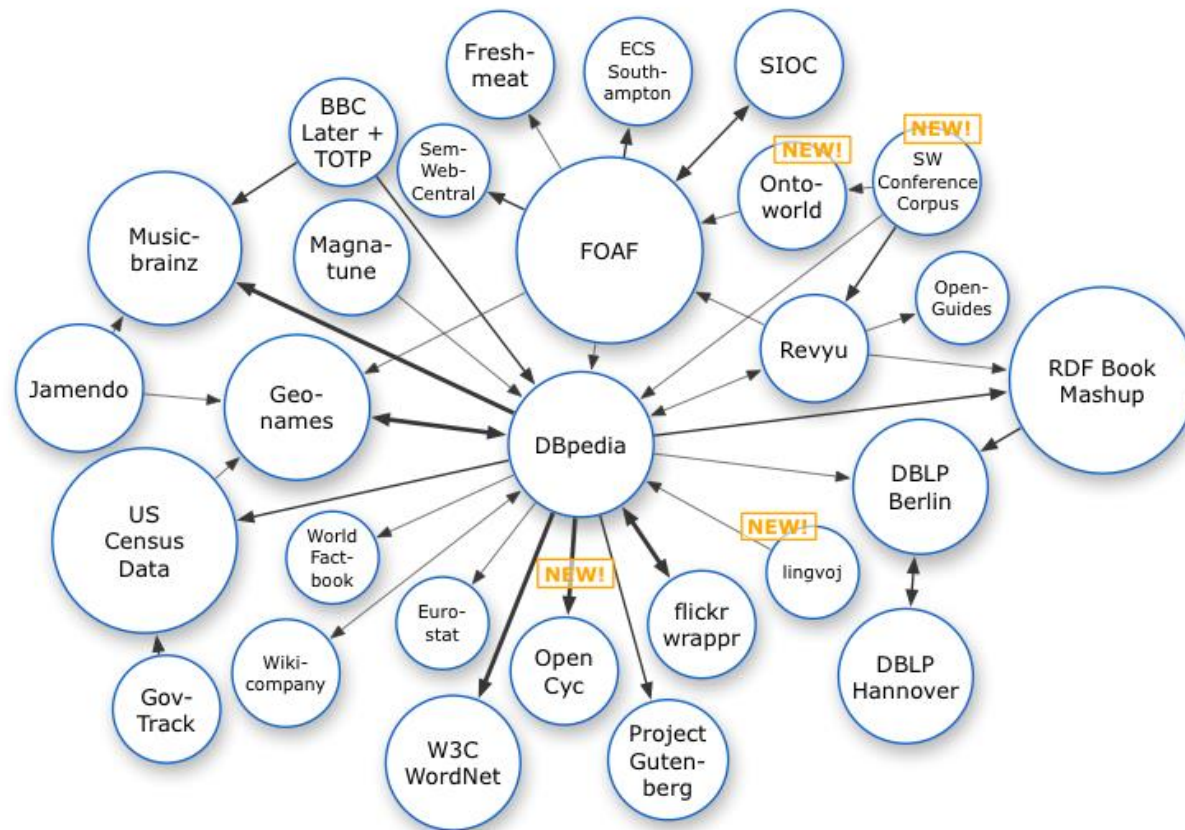 Fresh-
meat
ECS
South-
ampton
SIOC
BBC
Later +
TOTP
NEW!
SW
Conference
Corpus
NEW!
Onto-
world
Sem-
Web-
Central
Music-
brainz
Magna-
tune
FOAF
Open-
Guides
Revyu
RDF Book
Mashup
Jamendo
Geo-
names
DBpedia
DBLP
Berlin
US
Census
Data
World
Fact-
book
NEW!
lingvoj
NEW!
Euro-
stat
flickr
wrappr
Wiki-
company
Open
Cyc
DBLP
Hannover
Gov-
Track
W3C
WordNet
Project
Guten-
berg